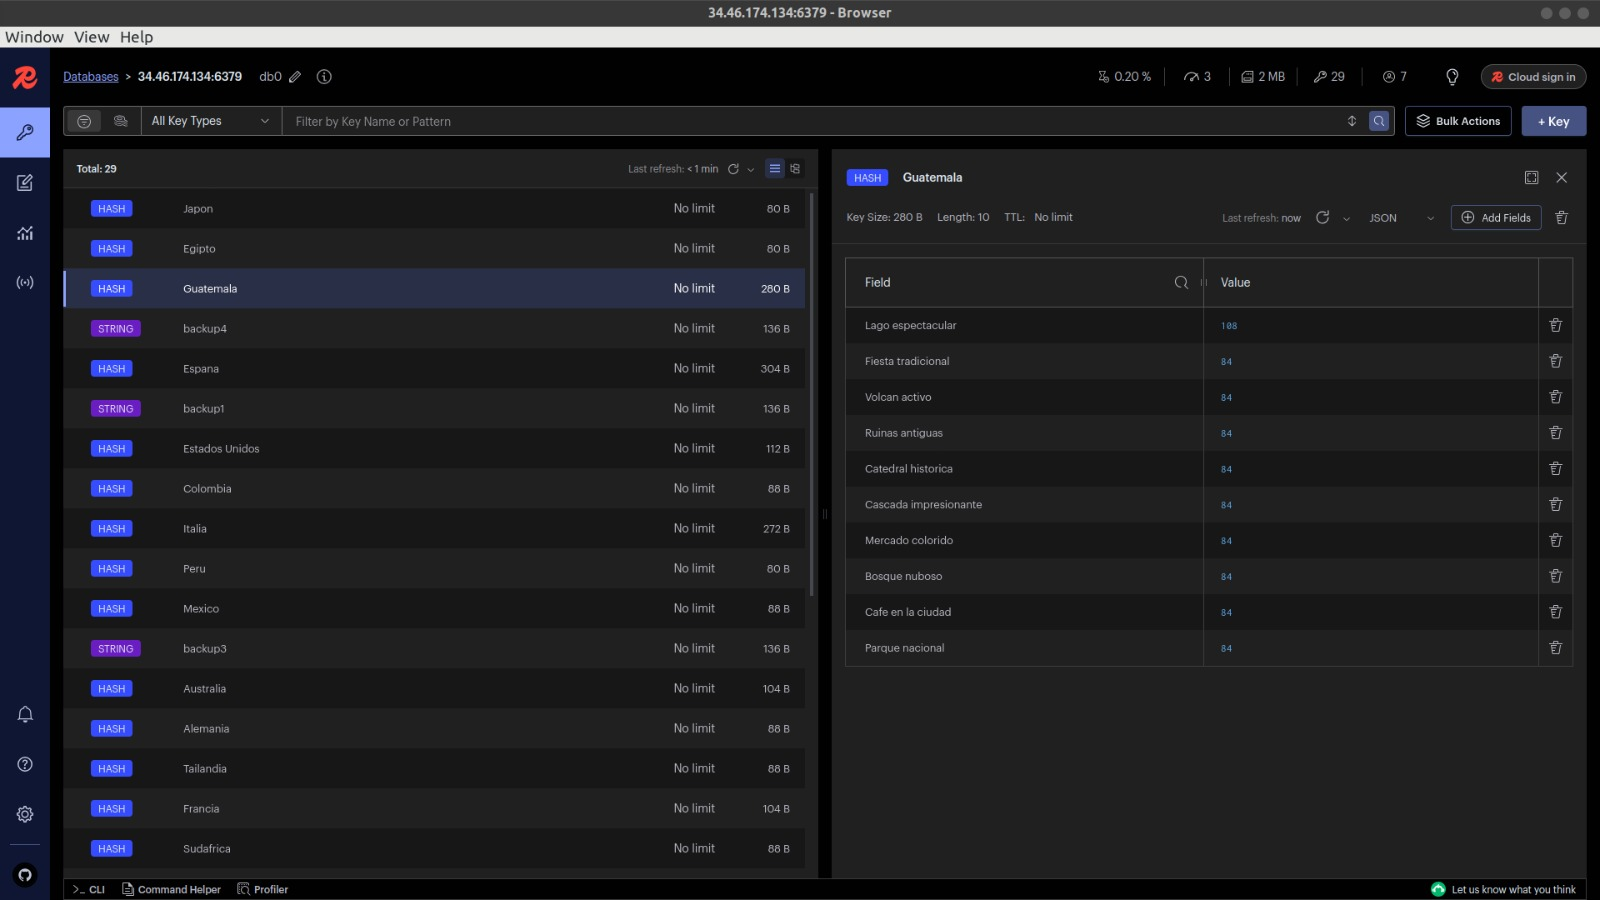 34.46.174.134:6379 - Browser
Window View Help
Databases > 34.46.174.134:6379 db0
0.20 % 3 2 MB 29 7 Cloud sign in
All Key Types Filter by Key Name or Pattern Bulk Actions + Key
Total: 29 Last refresh: < 1 min
HASH Japon No limit 80 B
HASH Egipto No limit 80 B
HASH Guatemala No limit 280 B
STRING backup4 No limit 136 B
HASH Espana No limit 304 B
STRING backup1 No limit 136 B
HASH Estados Unidos No limit 112 B
HASH Colombia No limit 88 B
HASH Italia No limit 272 B
HASH Peru No limit 80 B
HASH Mexico No limit 88 B
STRING backup3 No limit 136 B
HASH Australia No limit 104 B
HASH Alemania No limit 88 B
HASH Tailandia No limit 88 B
HASH Francia No limit 104 B
HASH Sudafrica No limit 88 B
HASH Guatemala
Key Size: 280 B Length: 10 TTL: No limit Last refresh: now JSON Add Fields
Field Value
Lago espectacular 108
Fiesta tradicional 84
Volcan activo 84
Ruinas antiguas 84
Catedral historica 84
Cascada impresionante 84
Mercado colorido 84
Bosque nuboso 84
Cafe en la ciudad 84
Parque nacional 84
>_ CLI Command Helper Profiler Let us know what you think